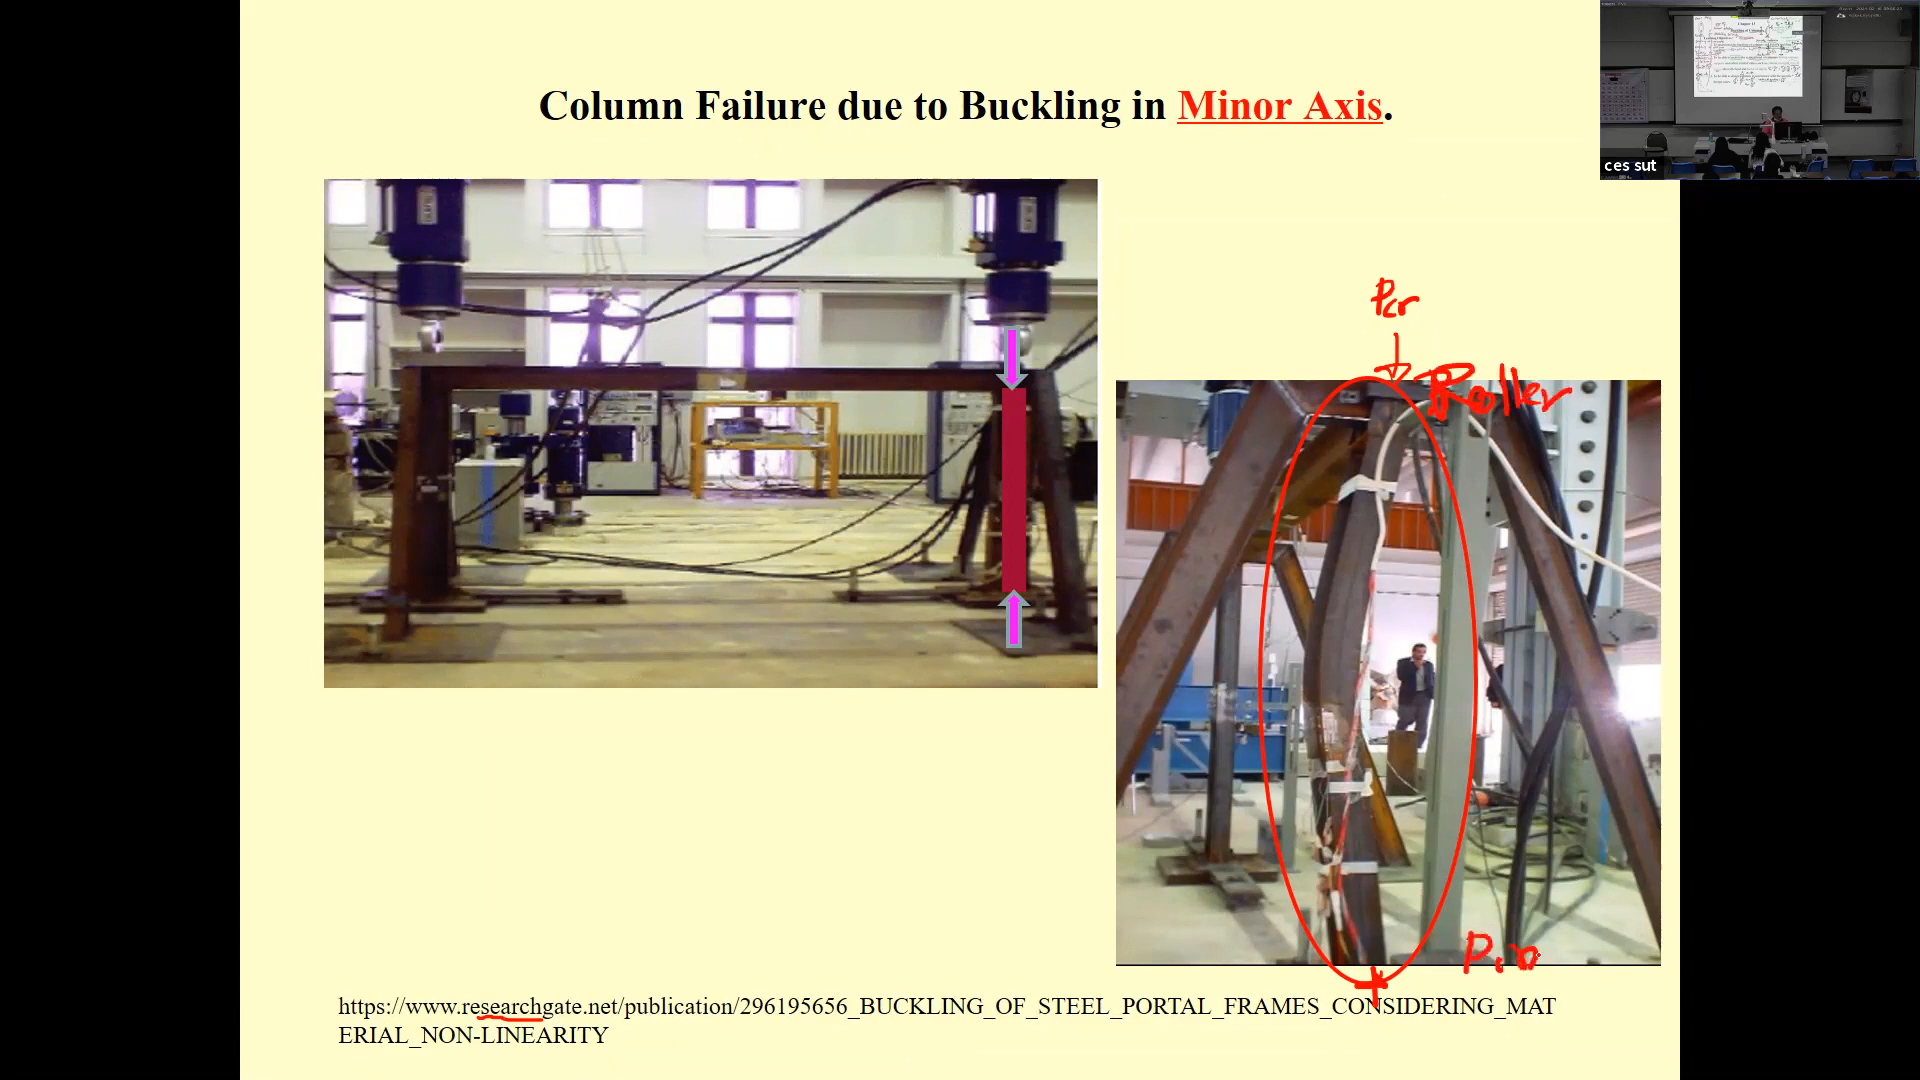 Column Failure due to Buckling in Minor Axis.
ces sut
Pcr
Roller
Pin
https://www.researchgate.net/publication/296195656_BUCKLING_OF_STEEL_PORTAL_FRAMES_CONSIDERING_MAT
ERIAL_NON-LINEARITY